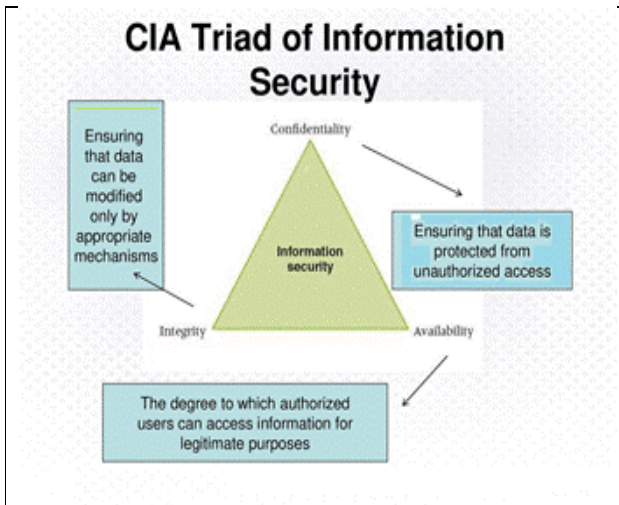 CIA Triad of Information
Security
Ensuring
that data
can be
modified
only by
appropriate
mechanisms
Confidentiality
Ensuring that data is
protected from
unauthorized access
Information
security
Integrity
Availability
The degree to which authorized
users can access information for
legitimate purposes